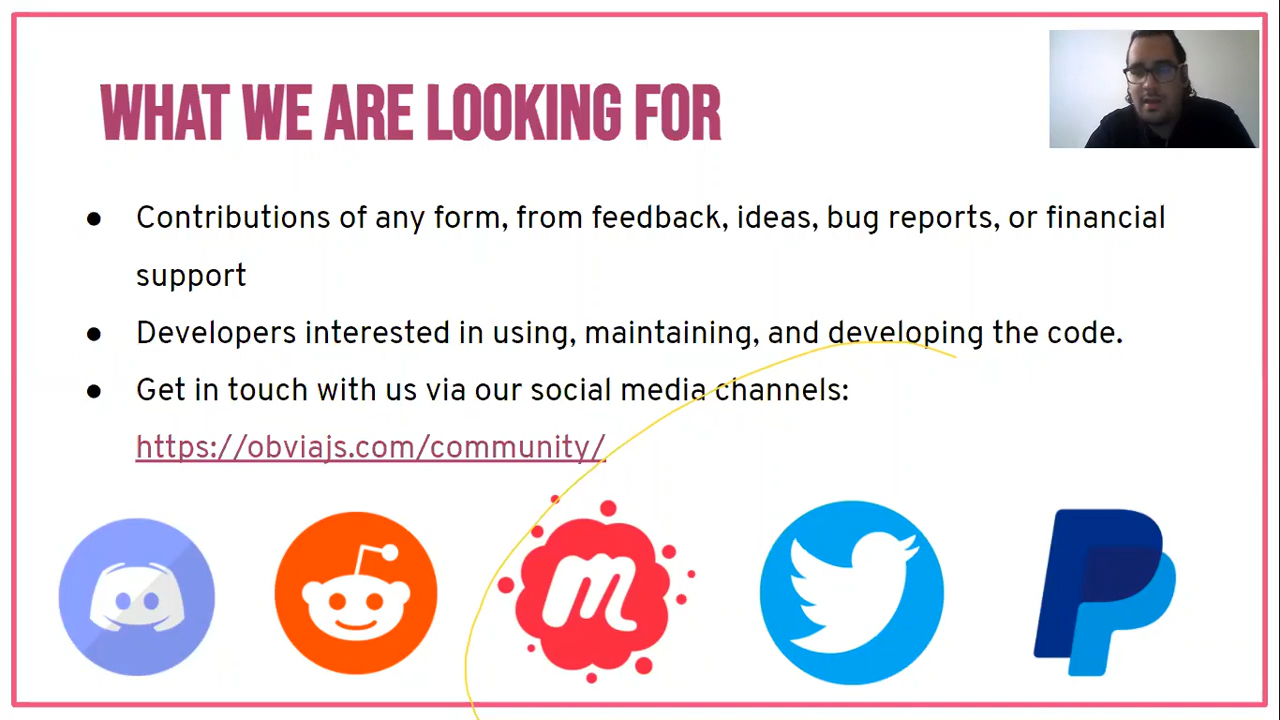 WHAT WE ARE LOOKING FOR
● Contributions of any form, from feedback, ideas, bug reports, or financial
support
● Developers interested in using, maintaining, and developing the code.
● Get in touch with us via our social media channels:
https://obviajs.com/community/
m